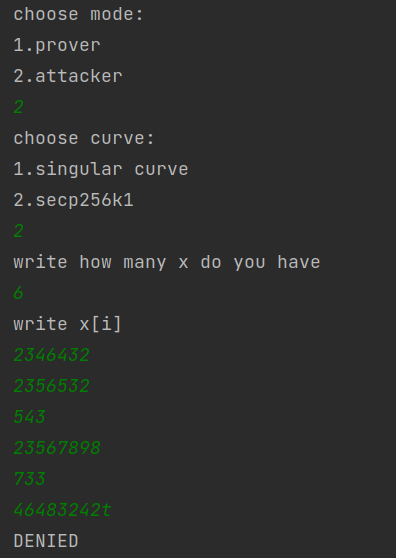 choose mode:
1.prover
2.attacker
2
choose curve:
1.singular curve
2.secp256k1
2
write how many x do you have
6
write x[i]
2346432
2356532
543
23567898
733
46483242t
DENIED